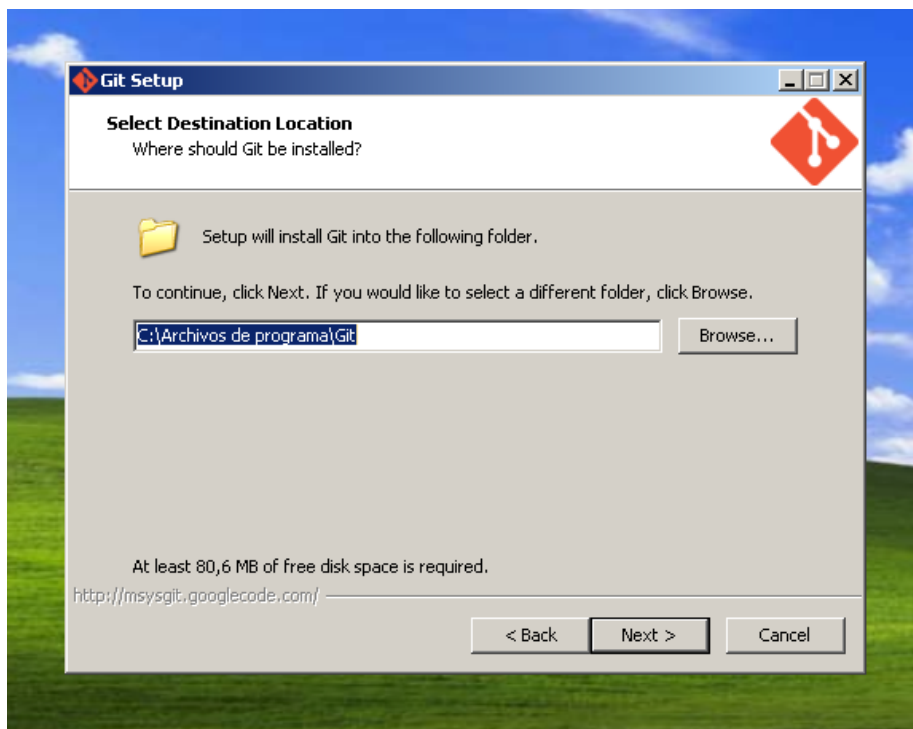 Git Setup
Select Destination Location
Where should Git be installed?
Setup will install Git into the following folder.
To continue, click Next. If you would like to select a different folder, click Browse.
C:\Archivos de programa\Git
Browse...
At least 80,6 MB of free disk space is required.
http://msysgit.googlecode.com/
< Back
Next >
Cancel